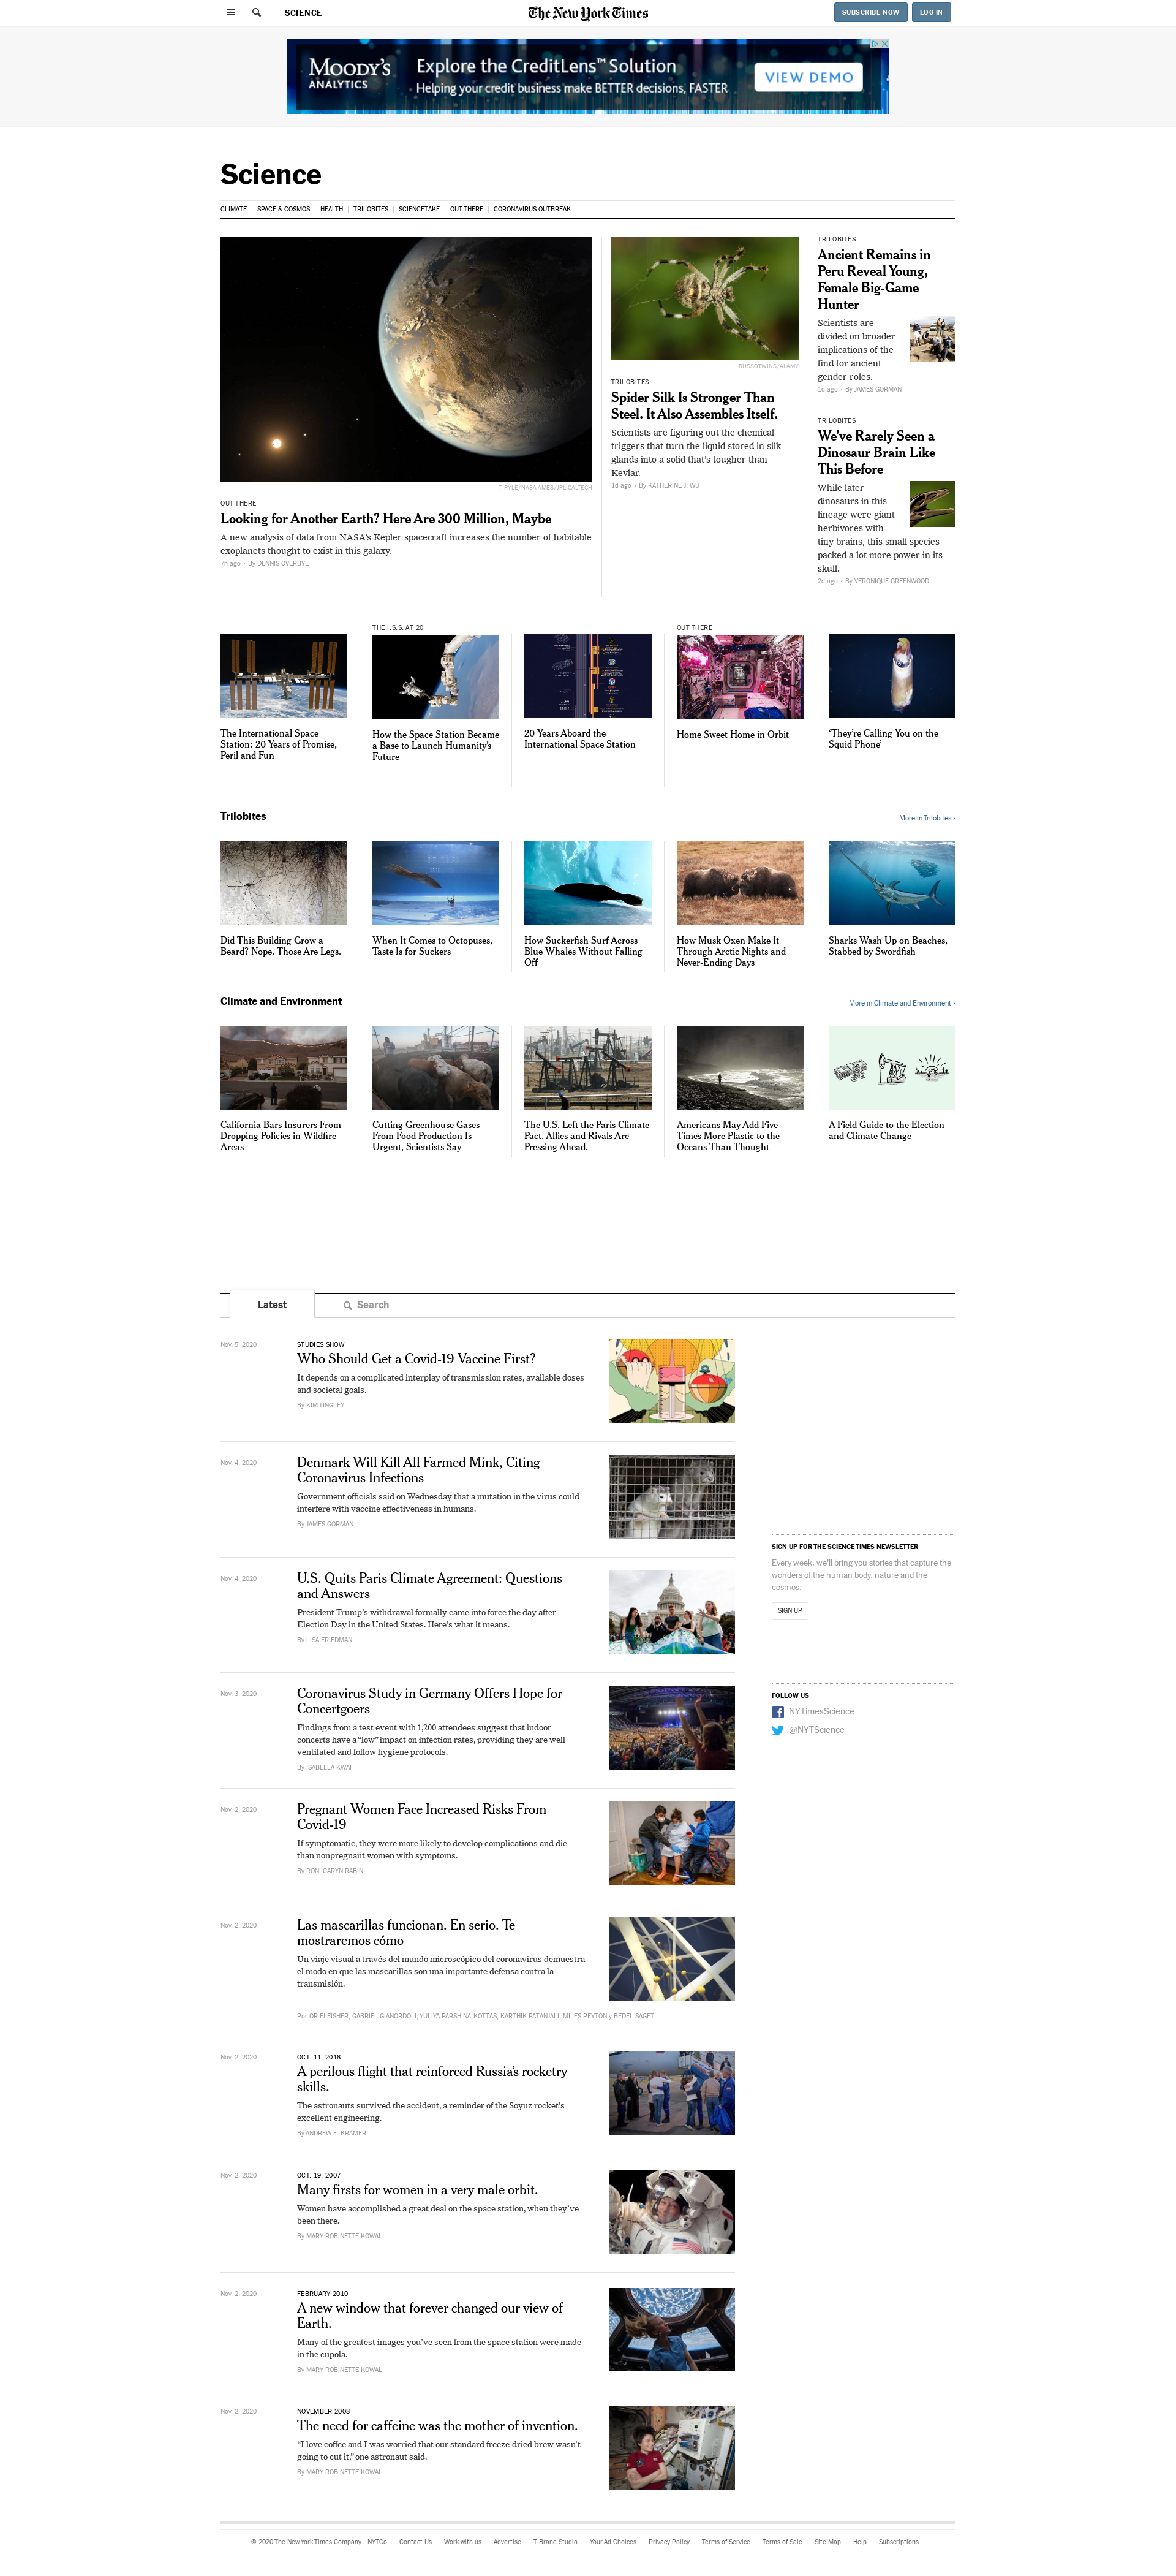 SCIENCE
The New York Times
SUBSCRIBE NOW
LOG IN
MOODY'S
ANALYTICS
Explore the CreditLens™ Solution
Helping your credit business make BETTER decisions, FASTER
VIEW DEMO
Science
CLIMATE
SPACE & COSMOS
HEALTH
TRILOBITES
SCIENCETAKE
OUT THERE
CORONAVIRUS OUTBREAK
T. PYLE/NASA AMES/JPL-CALTECH
OUT THERE
Looking for Another Earth? Here Are 300 Million, Maybe
A new analysis of data from NASA's Kepler spacecraft increases the number of habitable
exoplanets thought to exist in this galaxy.
7h ago - By DENNIS OVERBYE
RUSSOTWINS/ALAMY
TRILOBITES
Spider Silk Is Stronger Than
Steel. It Also Assembles Itself.
Scientists are figuring out the chemical
triggers that turn the liquid stored in silk
glands into a solid that's tougher than
Kevlar.
1d ago - By KATHERINE J. WU
TRILOBITES
Ancient Remains in
Peru Reveal Young,
Female Big-Game
Hunter
Scientists are
divided on broader
implications of the
find for ancient
gender roles.
1d ago - By JAMES GORMAN
TRILOBITES
We've Rarely Seen a
Dinosaur Brain Like
This Before
While later
dinosaurs in this
lineage were giant
herbivores with
tiny brains, this small species
packed a lot more power in its
skull.
2d ago - By VERONIQUE GREENWOOD
The International Space
Station: 20 Years of Promise,
Peril and Fun
THE I.S.S. AT 20
How the Space Station Became
a Base to Launch Humanity's
Future
20 Years Aboard the
International Space Station
OUT THERE
Home Sweet Home in Orbit
'They're Calling You on the
Squid Phone'
Trilobites
More in Trilobites ›
Did This Building Grow a
Beard? Nope. Those Are Legs.
When It Comes to Octopuses,
Taste Is for Suckers
How Suckerfish Surf Across
Blue Whales Without Falling
Off
How Musk Oxen Make It
Through Arctic Nights and
Never-Ending Days
Sharks Wash Up on Beaches,
Stabbed by Swordfish
Climate and Environment
More in Climate and Environment ›
California Bars Insurers From
Dropping Policies in Wildfire
Areas
Cutting Greenhouse Gases
From Food Production Is
Urgent, Scientists Say
The U.S. Left the Paris Climate
Pact. Allies and Rivals Are
Pressing Ahead.
Americans May Add Five
Times More Plastic to the
Oceans Than Thought
A Field Guide to the Election
and Climate Change
Latest
Search
Nov. 5, 2020
STUDIES SHOW
Who Should Get a Covid-19 Vaccine First?
It depends on a complicated interplay of transmission rates, available doses
and societal goals.
By KIM TINGLEY
Nov. 4, 2020
Denmark Will Kill All Farmed Mink, Citing
Coronavirus Infections
Government officials said on Wednesday that a mutation in the virus could
interfere with vaccine effectiveness in humans.
By JAMES GORMAN
Nov. 4, 2020
U.S. Quits Paris Climate Agreement: Questions
and Answers
President Trump's withdrawal formally came into force the day after
Election Day in the United States. Here's what it means.
By LISA FRIEDMAN
Nov. 3, 2020
Coronavirus Study in Germany Offers Hope for
Concertgoers
Findings from a test event with 1,200 attendees suggest that indoor
concerts have a "low" impact on infection rates, providing they are well
ventilated and follow hygiene protocols.
By ISABELLA KWAI
Nov. 2, 2020
Pregnant Women Face Increased Risks From
Covid-19
If symptomatic, they were more likely to develop complications and die
than nonpregnant women with symptoms.
By RONI CARYN RABIN
Nov. 2, 2020
Las mascarillas funcionan. En serio. Te
mostraremos cómo
Un viaje visual a través del mundo microscópico del coronavirus demuestra
el modo en que las mascarillas son una importante defensa contra la
transmisión.
Por OR FLEISHER, GABRIEL GIANORDOLI, YULIYA PARSHINA-KOTTAS, KARTHIK PATANJALI, MILES PEYTON y BEDEL SAGET
Nov. 2, 2020
OCT. 11, 2018
A perilous flight that reinforced Russia's rocketry
skills.
The astronauts survived the accident, a reminder of the Soyuz rocket's
excellent engineering.
By ANDREW E. KRAMER
Nov. 2, 2020
OCT. 19, 2007
Many firsts for women in a very male orbit.
Women have accomplished a great deal on the space station, when they've
been there.
By MARY ROBINETTE KOWAL
Nov. 2, 2020
FEBRUARY 2010
A new window that forever changed our view of
Earth.
Many of the greatest images you've seen from the space station were made
in the cupola.
By MARY ROBINETTE KOWAL
Nov. 2, 2020
NOVEMBER 2008
The need for caffeine was the mother of invention.
"I love coffee and I was worried that our standard freeze-dried brew wasn't
going to cut it," one astronaut said.
By MARY ROBINETTE KOWAL
SIGN UP FOR THE SCIENCE TIMES NEWSLETTER
Every week, we'll bring you stories that capture the
wonders of the human body, nature and the
cosmos.
SIGN UP
FOLLOW US
NYTimesScience
@NYTScience
© 2020 The New York Times Company
NYTCo
Contact Us
Work with us
Advertise
T Brand Studio
Your Ad Choices
Privacy Policy
Terms of Service
Terms of Sale
Site Map
Help
Subscriptions